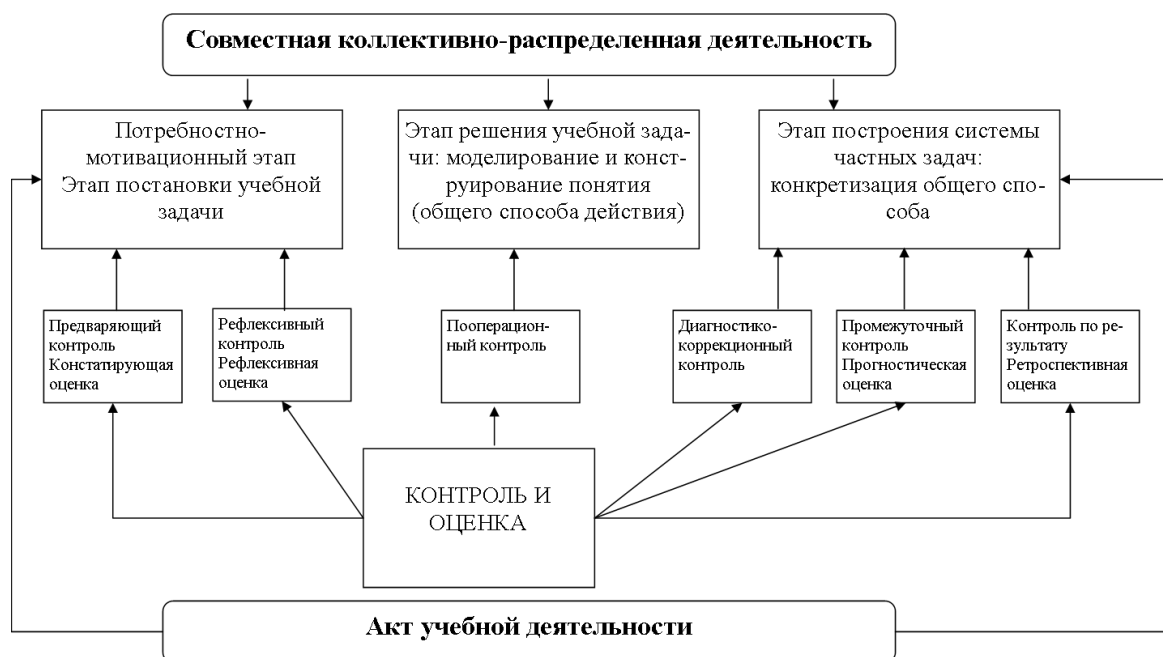 Совместная коллективно-распределенная деятельность
Потребностно-
мотивационный этап
Этап постановки учебной
задачи
Этап решения учебной зада-
чи: моделирование и конст-
руирование понятия
(общего способа действия)
Этап построения системы
частных задач:
конкретизация общего спо-
соба
Предваряющий
контроль
Констатирующая
оценка
Рефлексивный
контроль
Рефлексивная
оценка
Пооперацион-
ный контроль
Диагностико-
коррекционный
контроль
Промежуточный
контроль
Прогностическая
оценка
Контроль по ре-
зультату
Ретроспективная
оценка
КОНТРОЛЬ И
ОЦЕНКА
Акт учебной деятельности